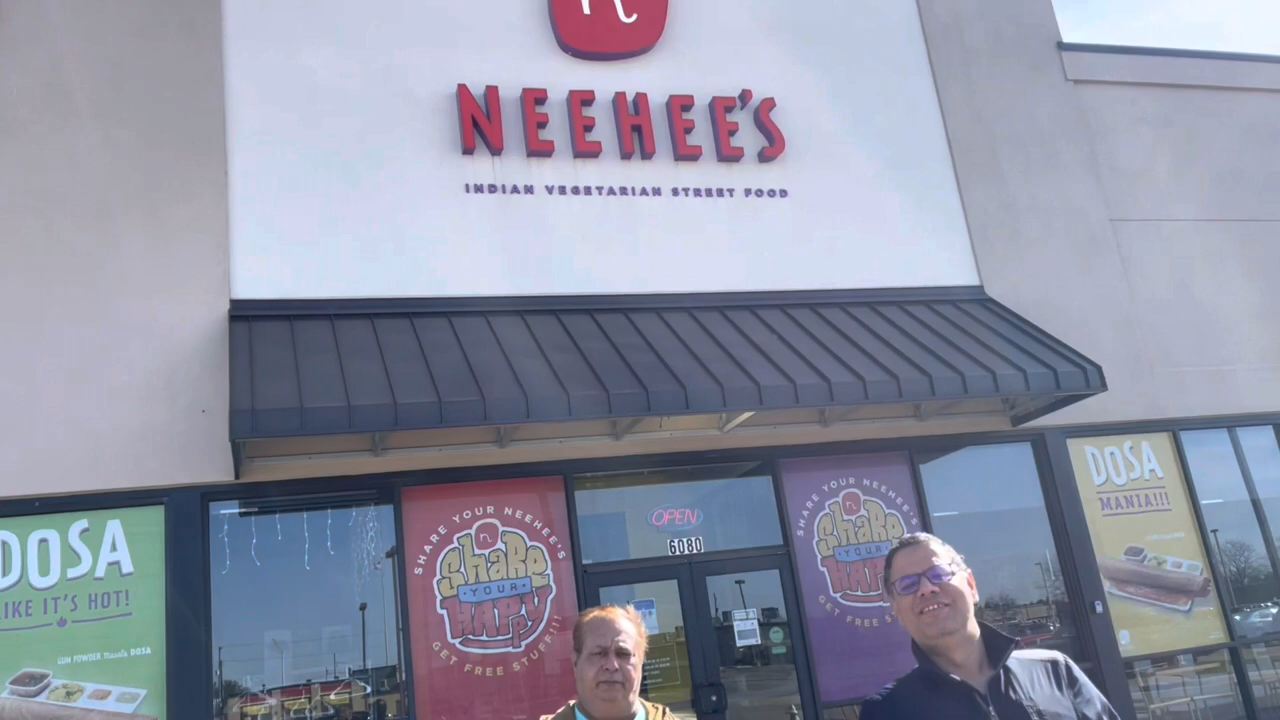 n
NEEHEE'S
INDIAN VEGETARIAN STREET FOOD
DOSA
LIKE IT'S HOT!
GUN POWDER Masala DOSA
SHARE YOUR NEEHEE'S
n
SHARE
YOUR
HAPPY
GET FREE STUFF!!
OPEN
6080
SHARE YOUR NEEHEE'S
n
SHARE
YOUR
HAPPY
GET FREE S
DOSA
MANIA!!!